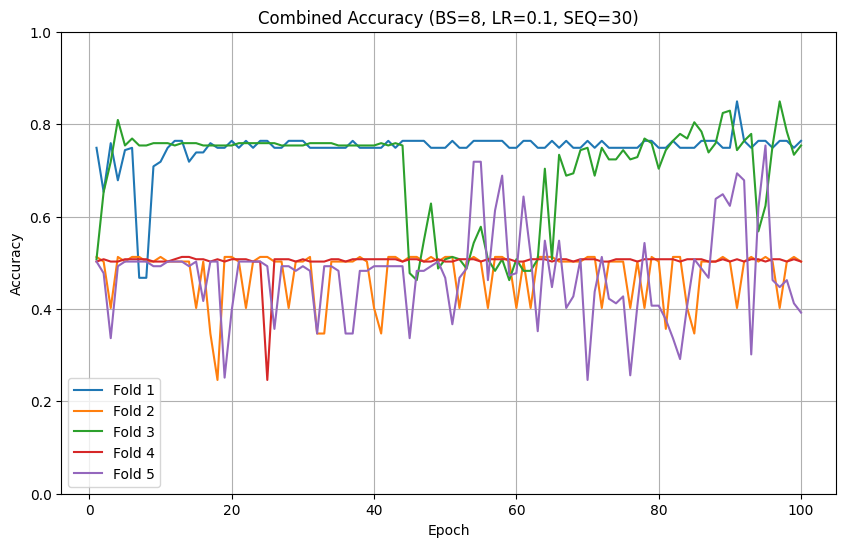 Combined Accuracy (BS=8, LR=0.1, SEQ=30)
1.0
0.8
0.6
0.4
0.2
0.0
Accuracy
Fold 1
Fold 2
Fold 3
Fold 4
Fold 5
0 20 40 60 80 100
Epoch